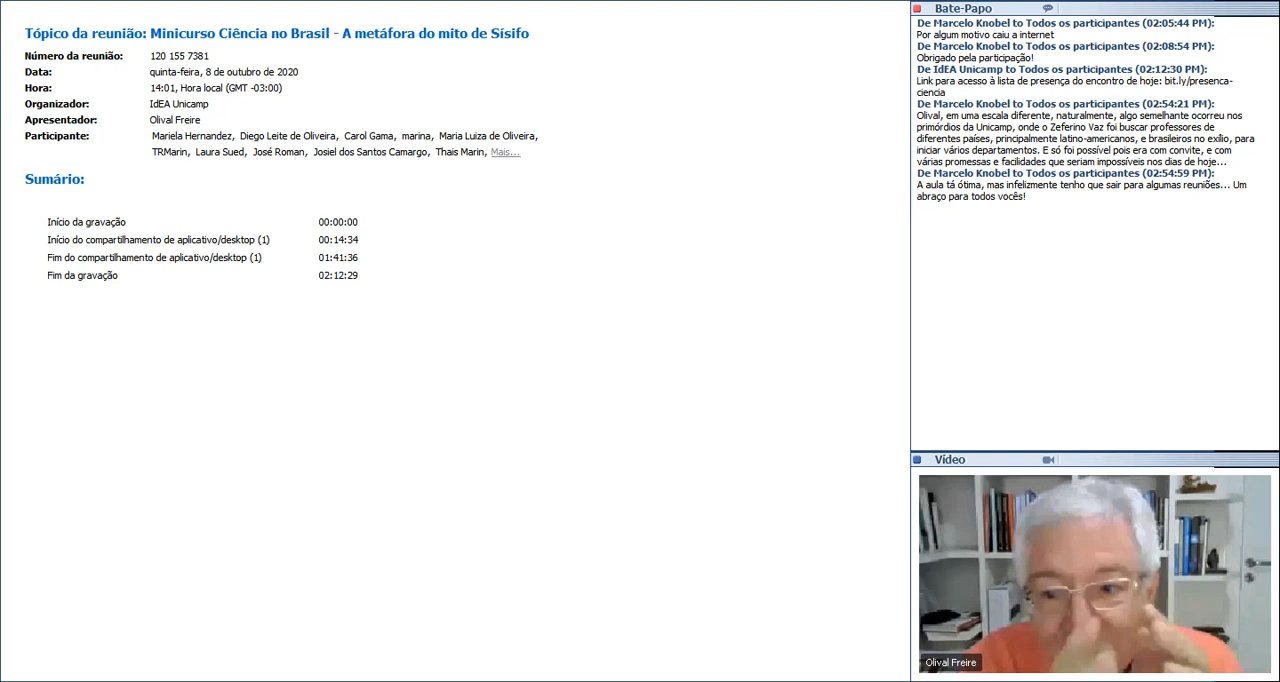 Tópico da reunião: Minicurso Ciência no Brasil - A metáfora do mito de Sísifo
Número da reunião: 120 155 7381
Data: quinta-feira, 8 de outubro de 2020
Hora: 14:01, Hora local (GMT -03:00)
Organizador: IdEA Unicamp
Apresentador: Olival Freire
Participante: Mariela Hernandez, Diego Leite de Oliveira, Carol Gama, marina, Maria Luiza de Oliveira,
TRMarin, Laura Sued, José Roman, Josiel dos Santos Camargo, Thais Marin, Mais...
Sumário:
Início da gravação 00:00:00
Início do compartilhamento de aplicativo/desktop (1) 00:14:34
Fim do compartilhamento de aplicativo/desktop (1) 01:41:36
Fim da gravação 02:12:29
Bate-Papo
De Marcelo Knobel to Todos os participantes (02:05:44 PM):
Por algum motivo caiu a internet
De Marcelo Knobel to Todos os participantes (02:08:54 PM):
Obrigado pela participação!
De IdEA Unicamp to Todos os participantes (02:12:30 PM):
Link para acesso à lista de presença do encontro de hoje: bit.ly/presenca-
ciencia
De Marcelo Knobel to Todos os participantes (02:54:21 PM):
Olival, em uma escala diferente, naturalmente, algo semelhante ocorreu nos
primórdios da Unicamp, onde o Zeferino Vaz foi buscar professores de
diferentes países, principalmente latino-americanos, e brasileiros no exílio, para
iniciar vários departamentos. E só foi possível pois era com convite, e com
várias promessas e facilidades que seriam impossíveis nos dias de hoje...
De Marcelo Knobel to Todos os participantes (02:54:59 PM):
A aula tá ótima, mas infelizmente tenho que sair para algumas reuniões... Um
abraço para todos vocês!
Vídeo
Olival Freire